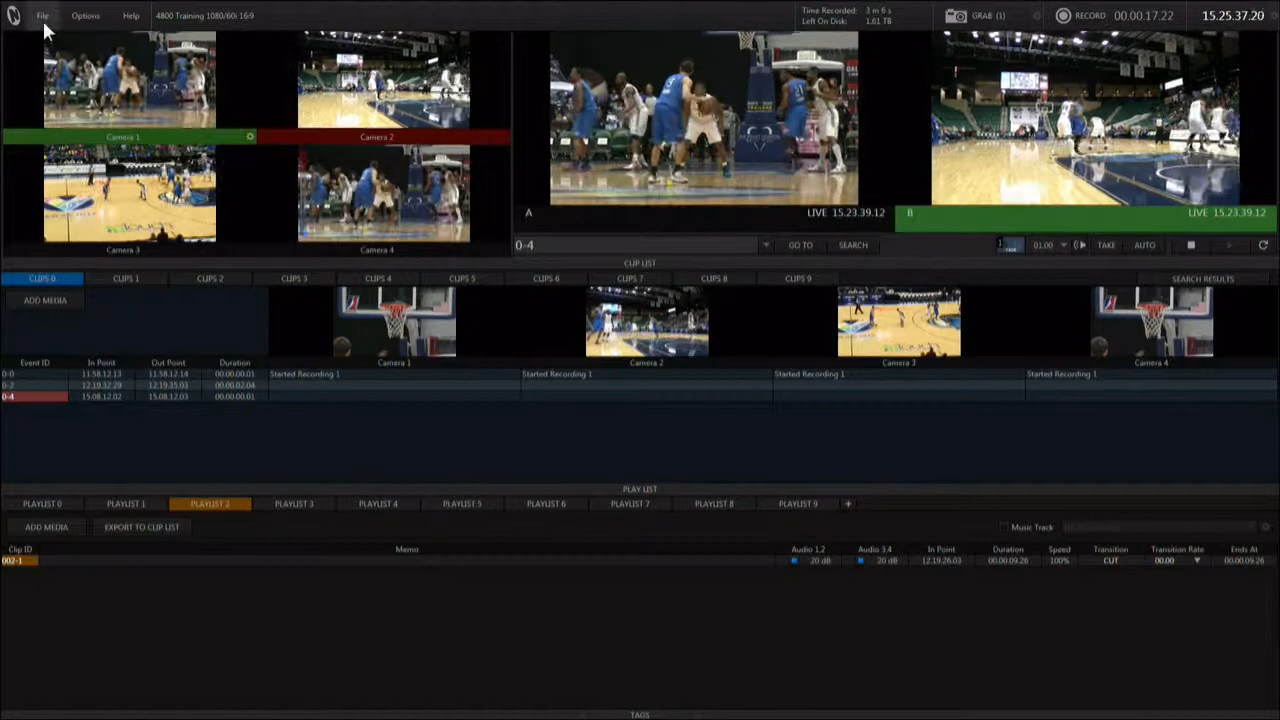 File Options Help 4800 Training 1080/60i 16:9 Time Recorded: 3 m 6 s GRAB (1) RECORD 00.00.17.22 15.25.37.20
Left On Disk: 1.61 TB
Camera 1 Camera 2
A LIVE 15.23.39.12 B LIVE 15.23.39.12
0-4 GO TO SEARCH 01.00 TAKE AUTO
Camera 3 Camera 4
CLIP LIST
CLIPS 0 CLIPS 1 CLIPS 2 CLIPS 3 CLIPS 4 CLIPS 5 CLIPS 6 CLIPS 7 CLIPS 8 CLIPS 9 SEARCH RESULTS
ADD MEDIA
Event ID In Point Out Point Duration Camera 1 Camera 2 Camera 3 Camera 4
0-0 11.58.12.13 11.58.12.14 00.00.00.01 Started Recording 1 Started Recording 1 Started Recording 1 Started Recording 1
0-2 12.19.32.29 12.19.35.03 00.00.02.04
0-4 15.08.12.02 15.08.12.03 00.00.00.01
PLAY LIST
PLAYLIST 0 PLAYLIST 1 PLAYLIST 2 PLAYLIST 3 PLAYLIST 4 PLAYLIST 5 PLAYLIST 6 PLAYLIST 7 PLAYLIST 8 PLAYLIST 9 +
ADD MEDIA EXPORT TO CLIP LIST Music Track
Clip ID Memo Audio 1,2 Audio 3,4 In Point Duration Speed Transition Transition Rate Ends At
002-1 20 dB 20 dB 12.19.26.03 00.00.09.26 100% CUT 00.00 00.00.09.26
TAGS